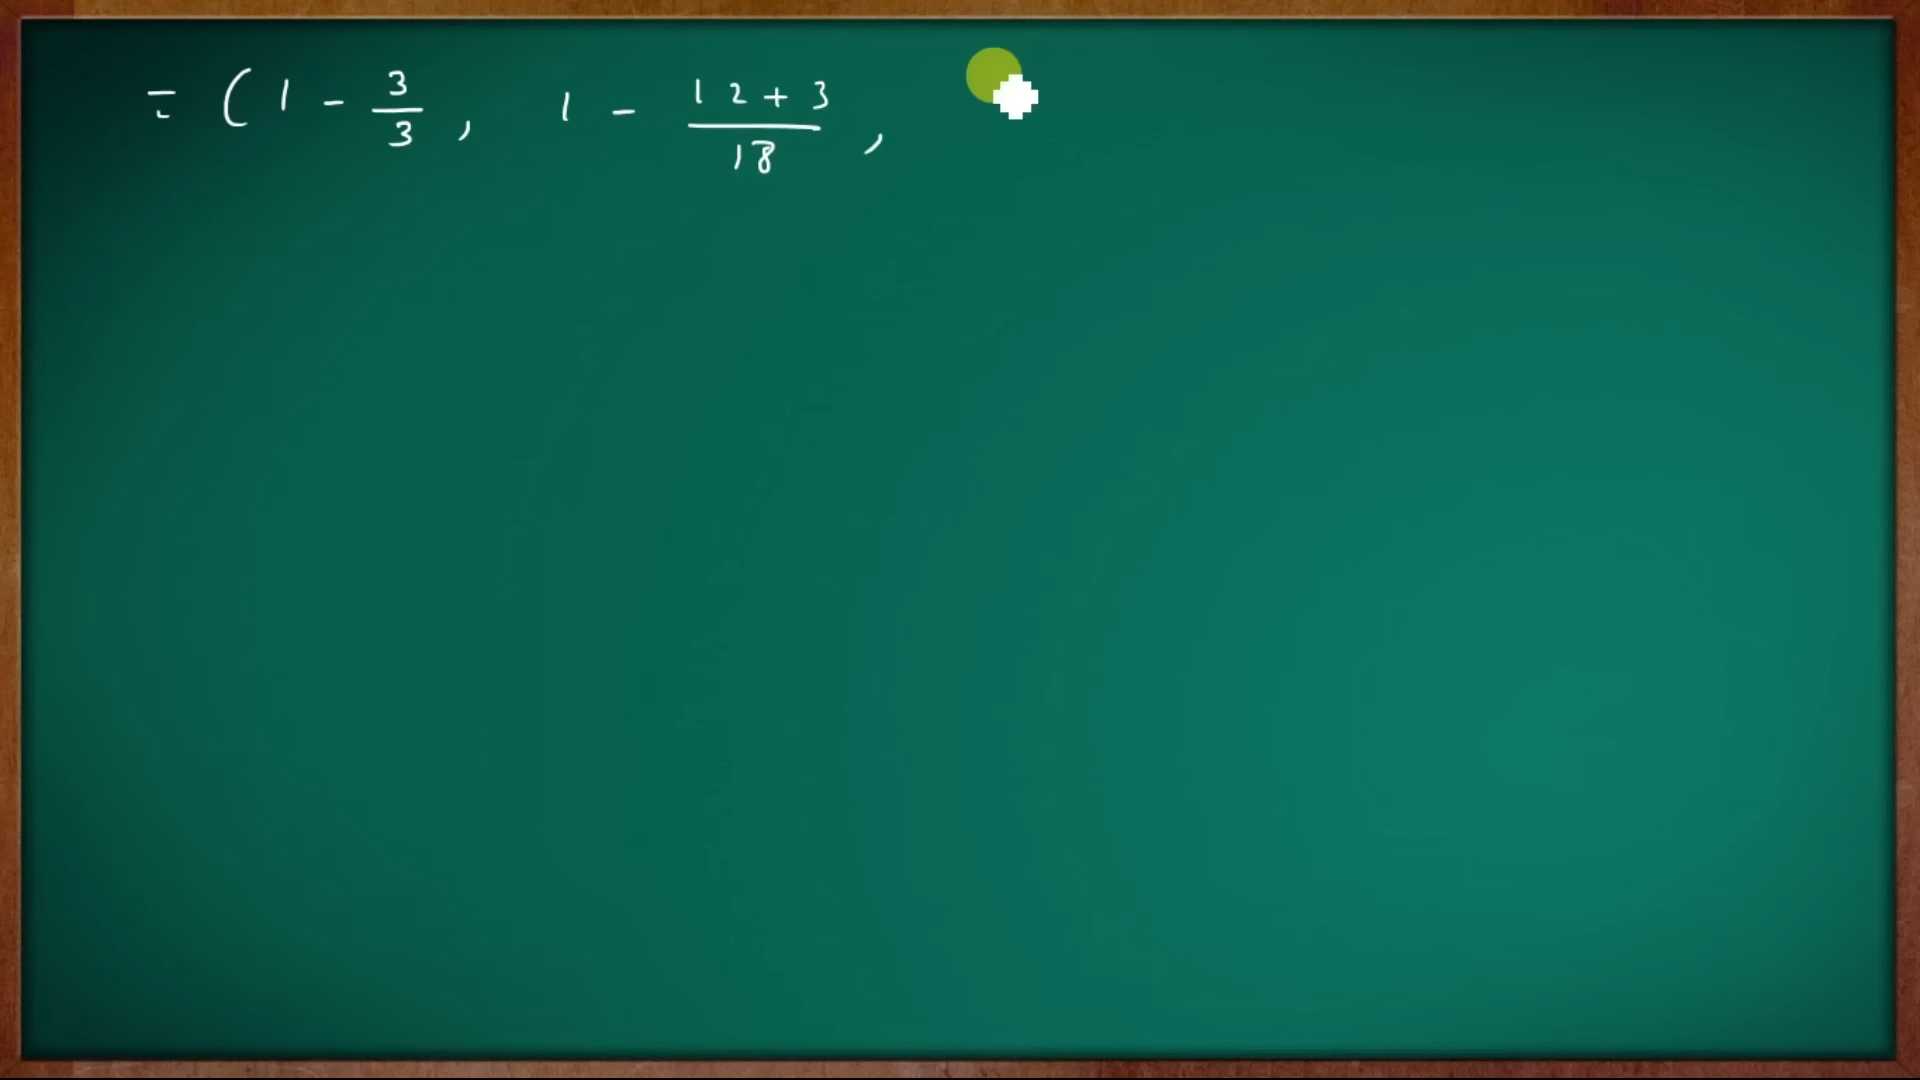 = ( 1 - 3/3 , 1 - 12+3/18 ,